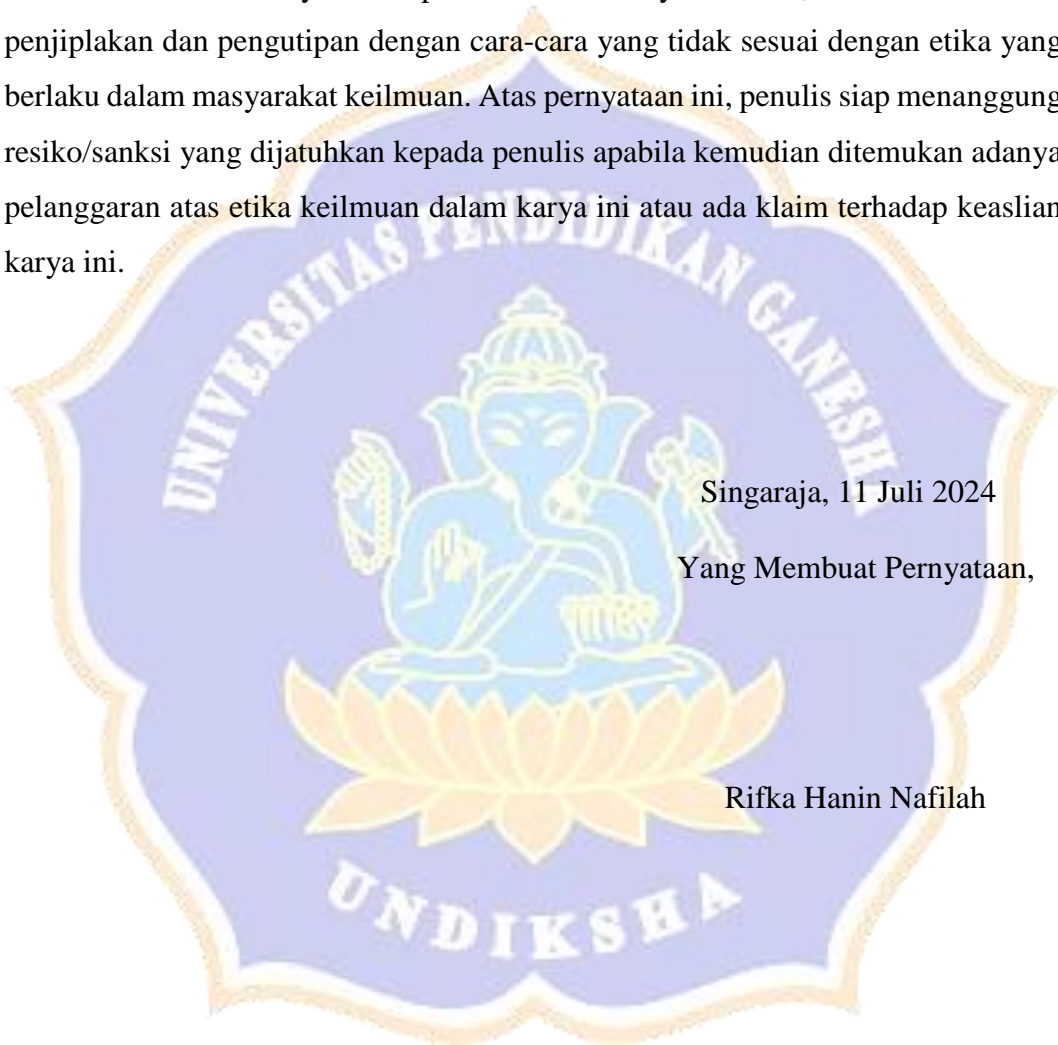 penjiplakan dan pengutipan dengan cara-cara yang tidak sesuai dengan etika yang
berlaku dalam masyarakat keilmuan. Atas pernyataan ini, penulis siap menanggung
resiko/sanksi yang dijatuhkan kepada penulis apabila kemudian ditemukan adanya
pelanggaran atas etika keilmuan dalam karya ini atau ada klaim terhadap keaslian
karya ini.
UNIVERSITAS PENDIDIKAN GANESHA
Singaraja, 11 Juli 2024
Yang Membuat Pernyataan,
Rifka Hanin Nafilah
UNDIKSHA